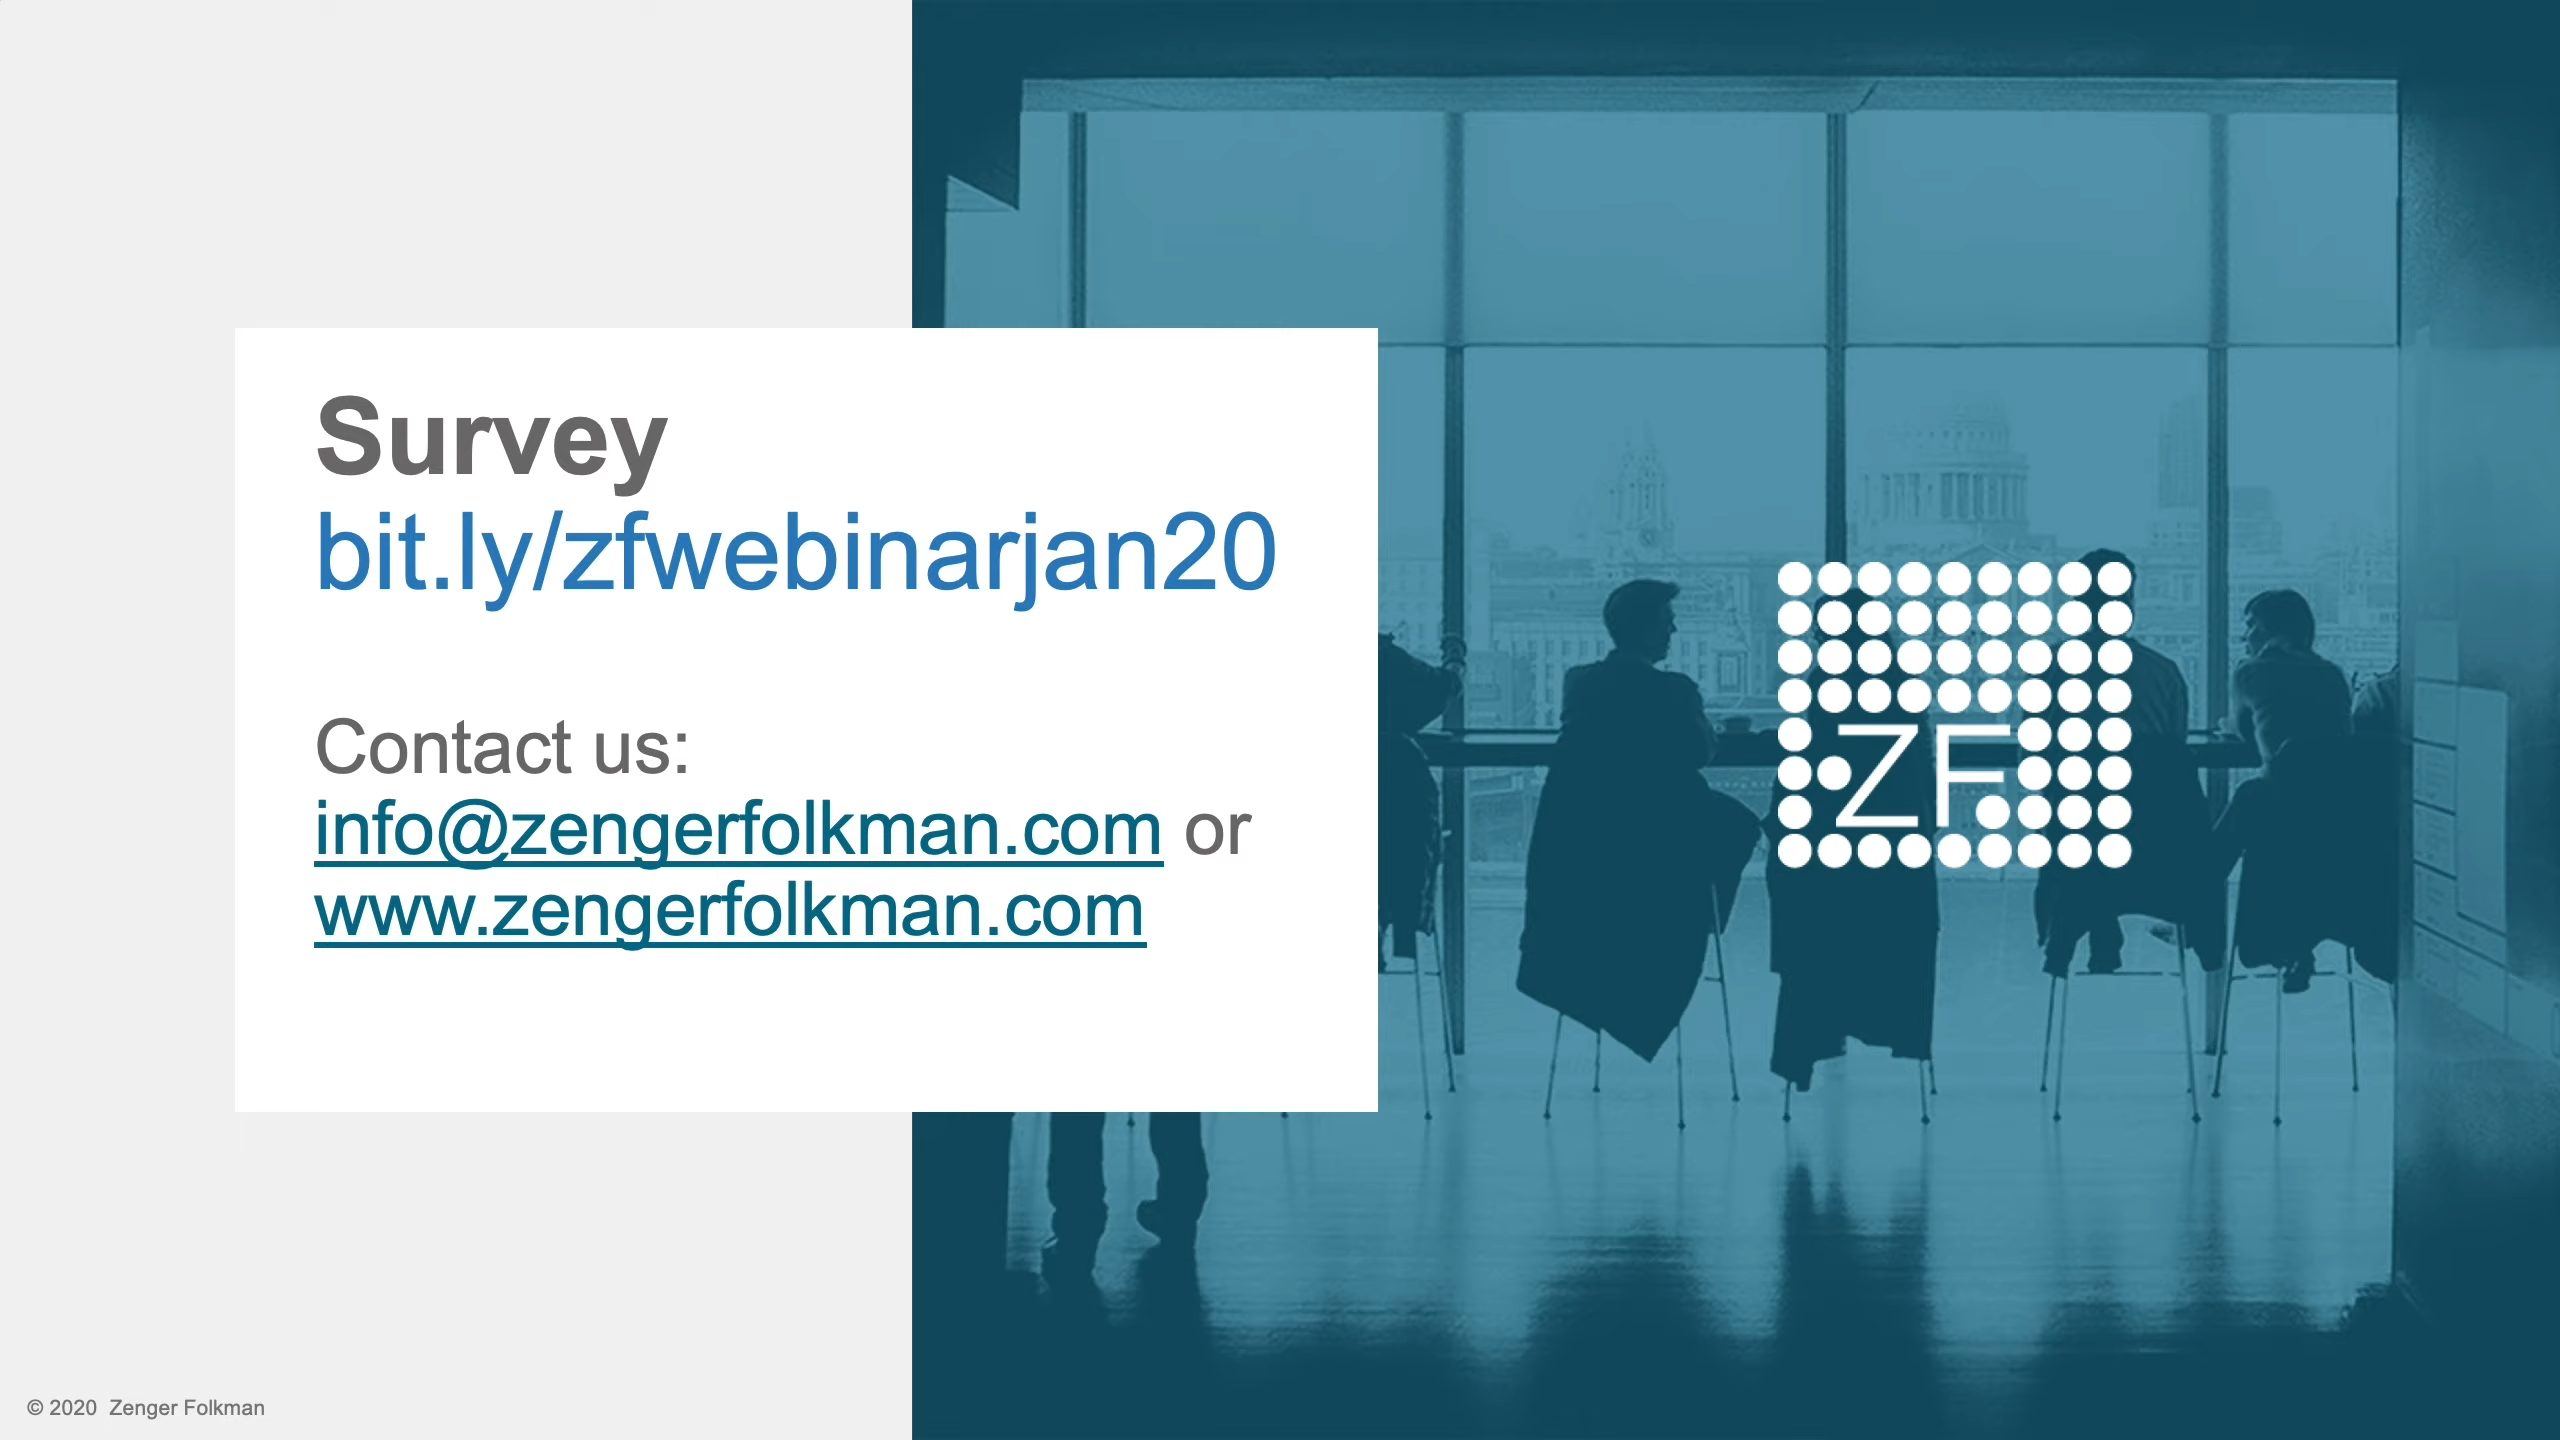 Survey
bit.ly/zfwebinarjan20
Contact us:
info@zengerfolkman.com or
www.zengerfolkman.com
ZF
© 2020 Zenger Folkman